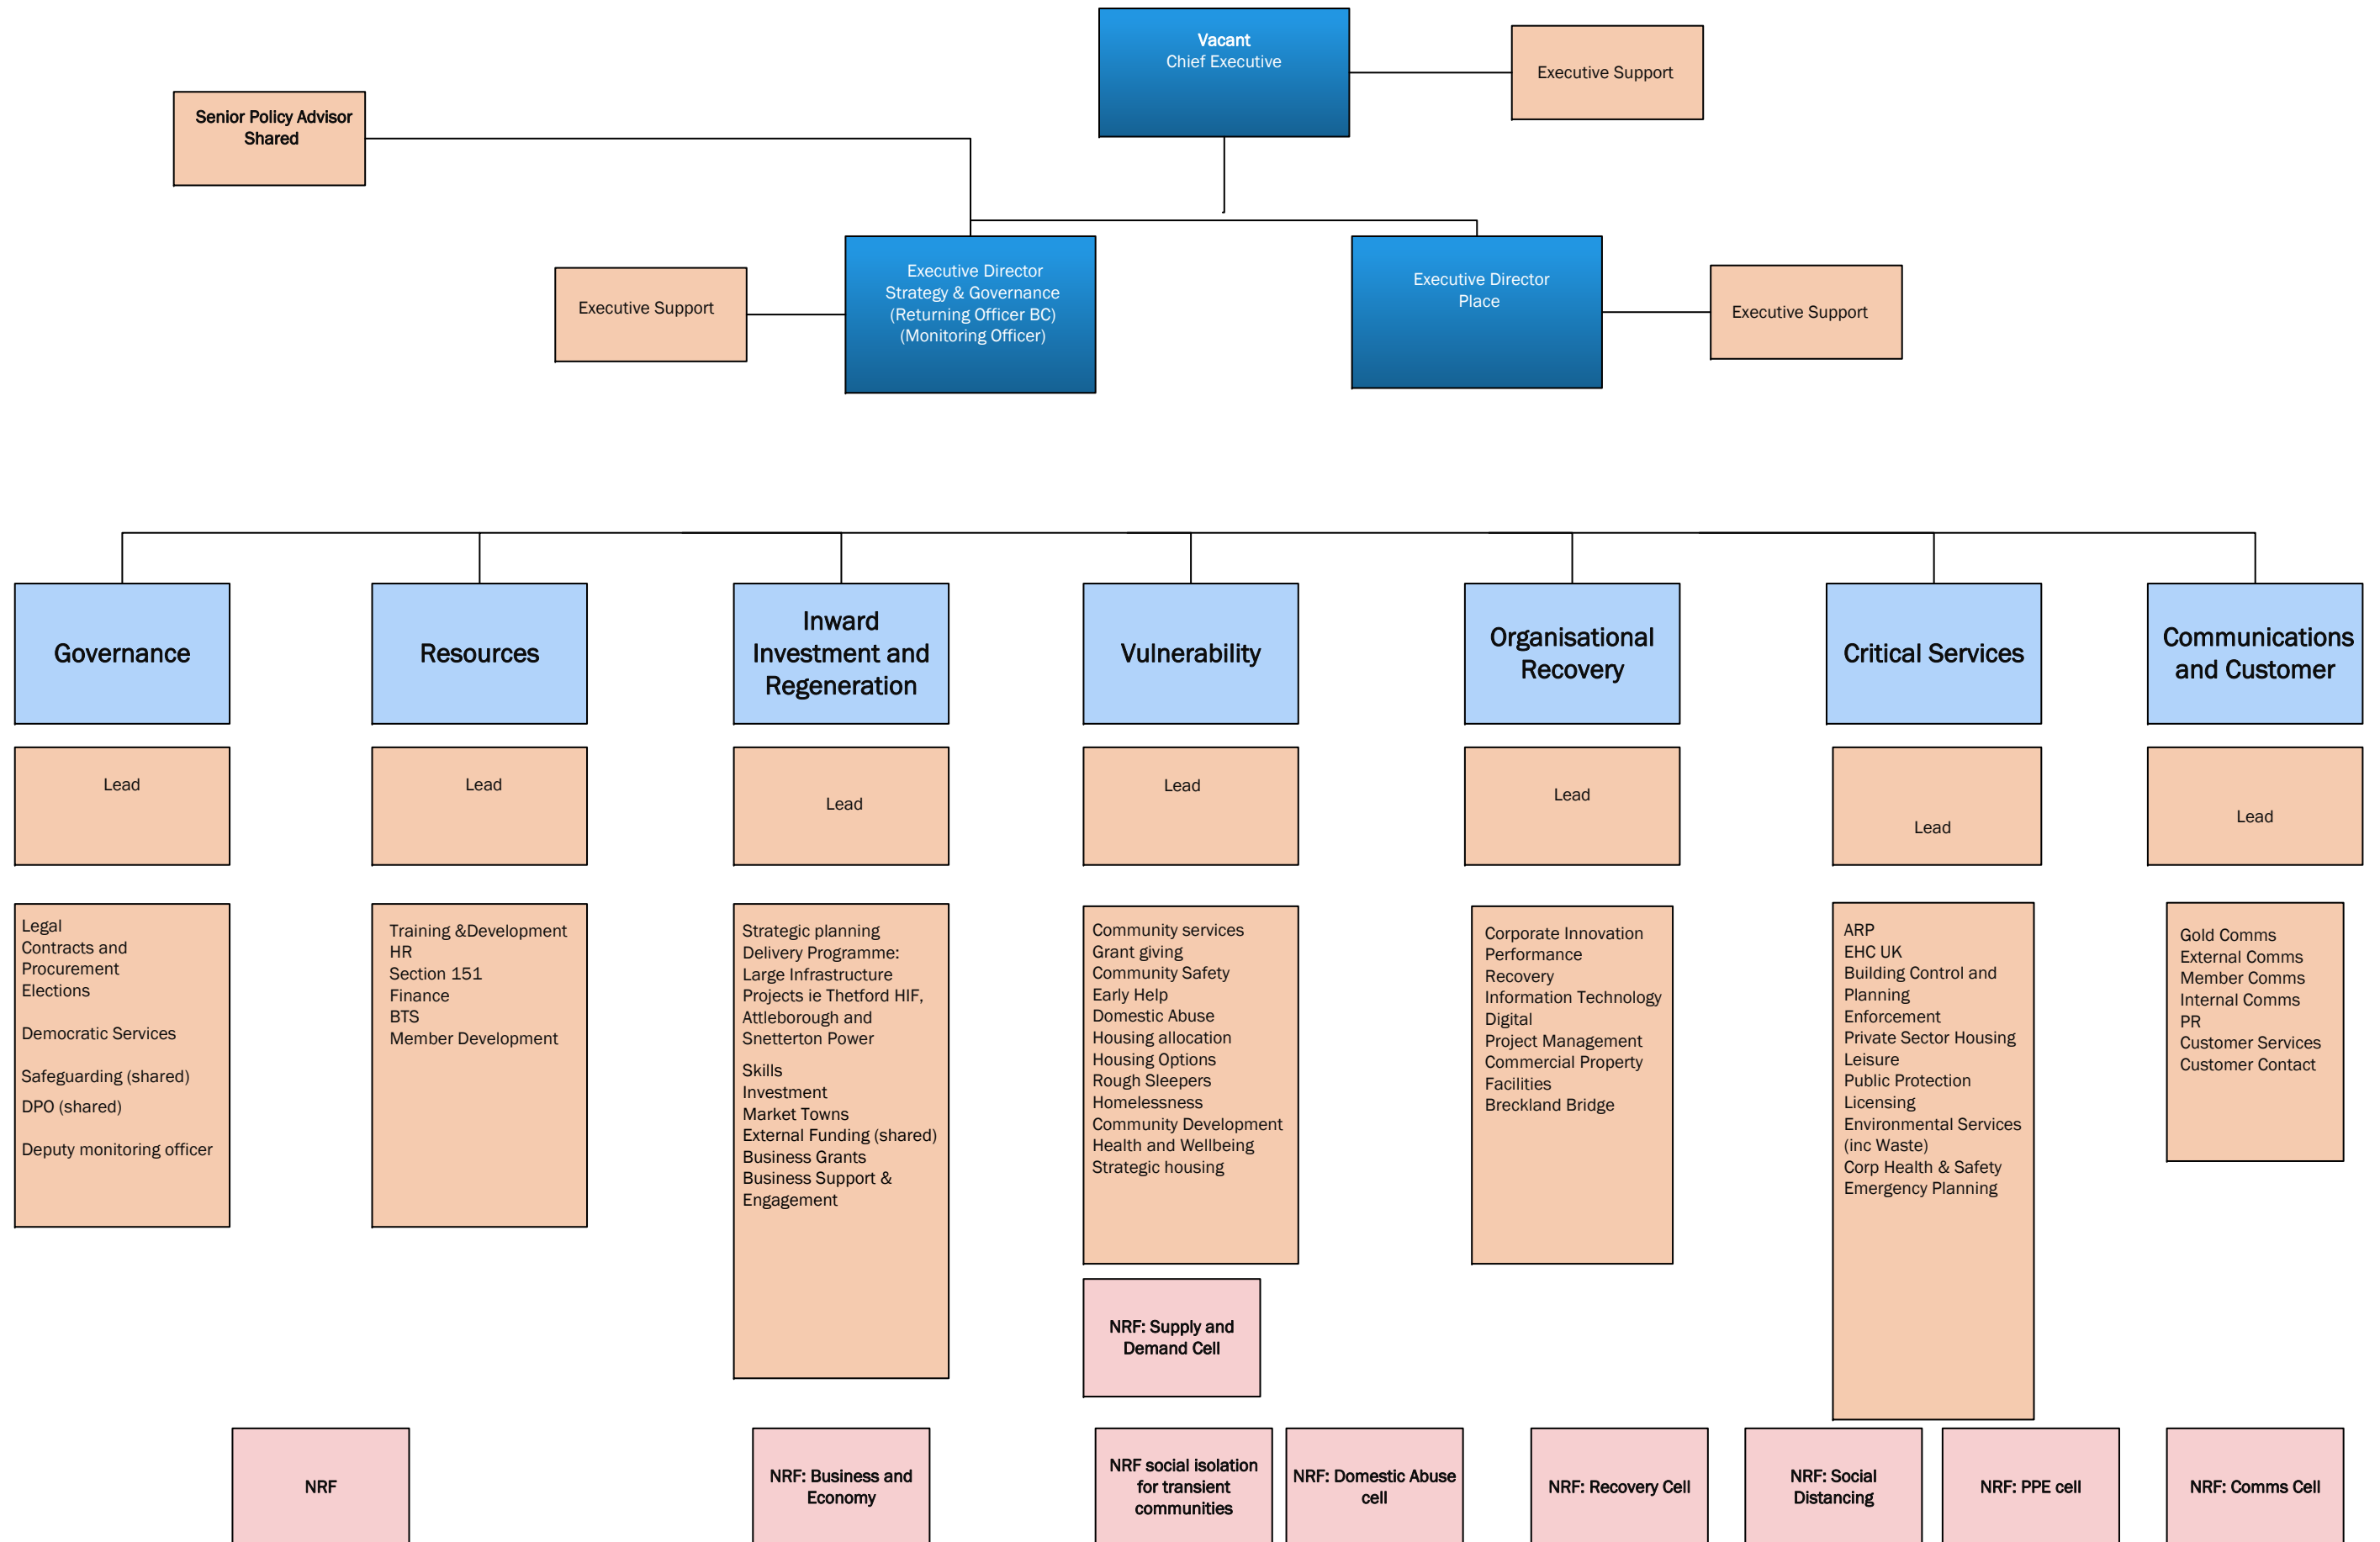 Vacant
Chief Executive
Executive Support
Senior Policy Advisor
Shared
Executive Support
Executive Director
Strategy & Governance
(Returning Officer BC)
(Monitoring Officer)
Executive Director
Place
Executive Support
Governance
Resources
Inward
Investment and
Regeneration
Vulnerability
Organisational
Recovery
Critical Services
Communications
and Customer
Lead
Lead
Lead
Lead
Lead
Lead
Lead
Legal
Contracts and
Procurement
Elections
Democratic Services
Safeguarding (shared)
DPO (shared)
Deputy monitoring officer
Training &Development
HR
Section 151
Finance
BTS
Member Development
Strategic planning
Delivery Programme:
Large Infrastructure
Projects ie Thetford HIF,
Attleborough and
Snetterton Power
Skills
Investment
Market Towns
External Funding (shared)
Business Grants
Business Support &
Engagement
Community services
Grant giving
Community Safety
Early Help
Domestic Abuse
Housing allocation
Housing Options
Rough Sleepers
Homelessness
Community Development
Health and Wellbeing
Strategic housing
Corporate Innovation
Performance
Recovery
Information Technology
Digital
Project Management
Commercial Property
Facilities
Breckland Bridge
ARP
EHC UK
Building Control and
Planning
Enforcement
Private Sector Housing
Leisure
Public Protection
Licensing
Environmental Services
(inc Waste)
Corp Health & Safety
Emergency Planning
Gold Comms
External Comms
Member Comms
Internal Comms
PR
Customer Services
Customer Contact
NRF: Supply and
Demand Cell
NRF
NRF: Business and
Economy
NRF social isolation
for transient
communities
NRF: Domestic Abuse
cell
NRF: Recovery Cell
NRF: Social
Distancing
NRF: PPE cell
NRF: Comms Cell